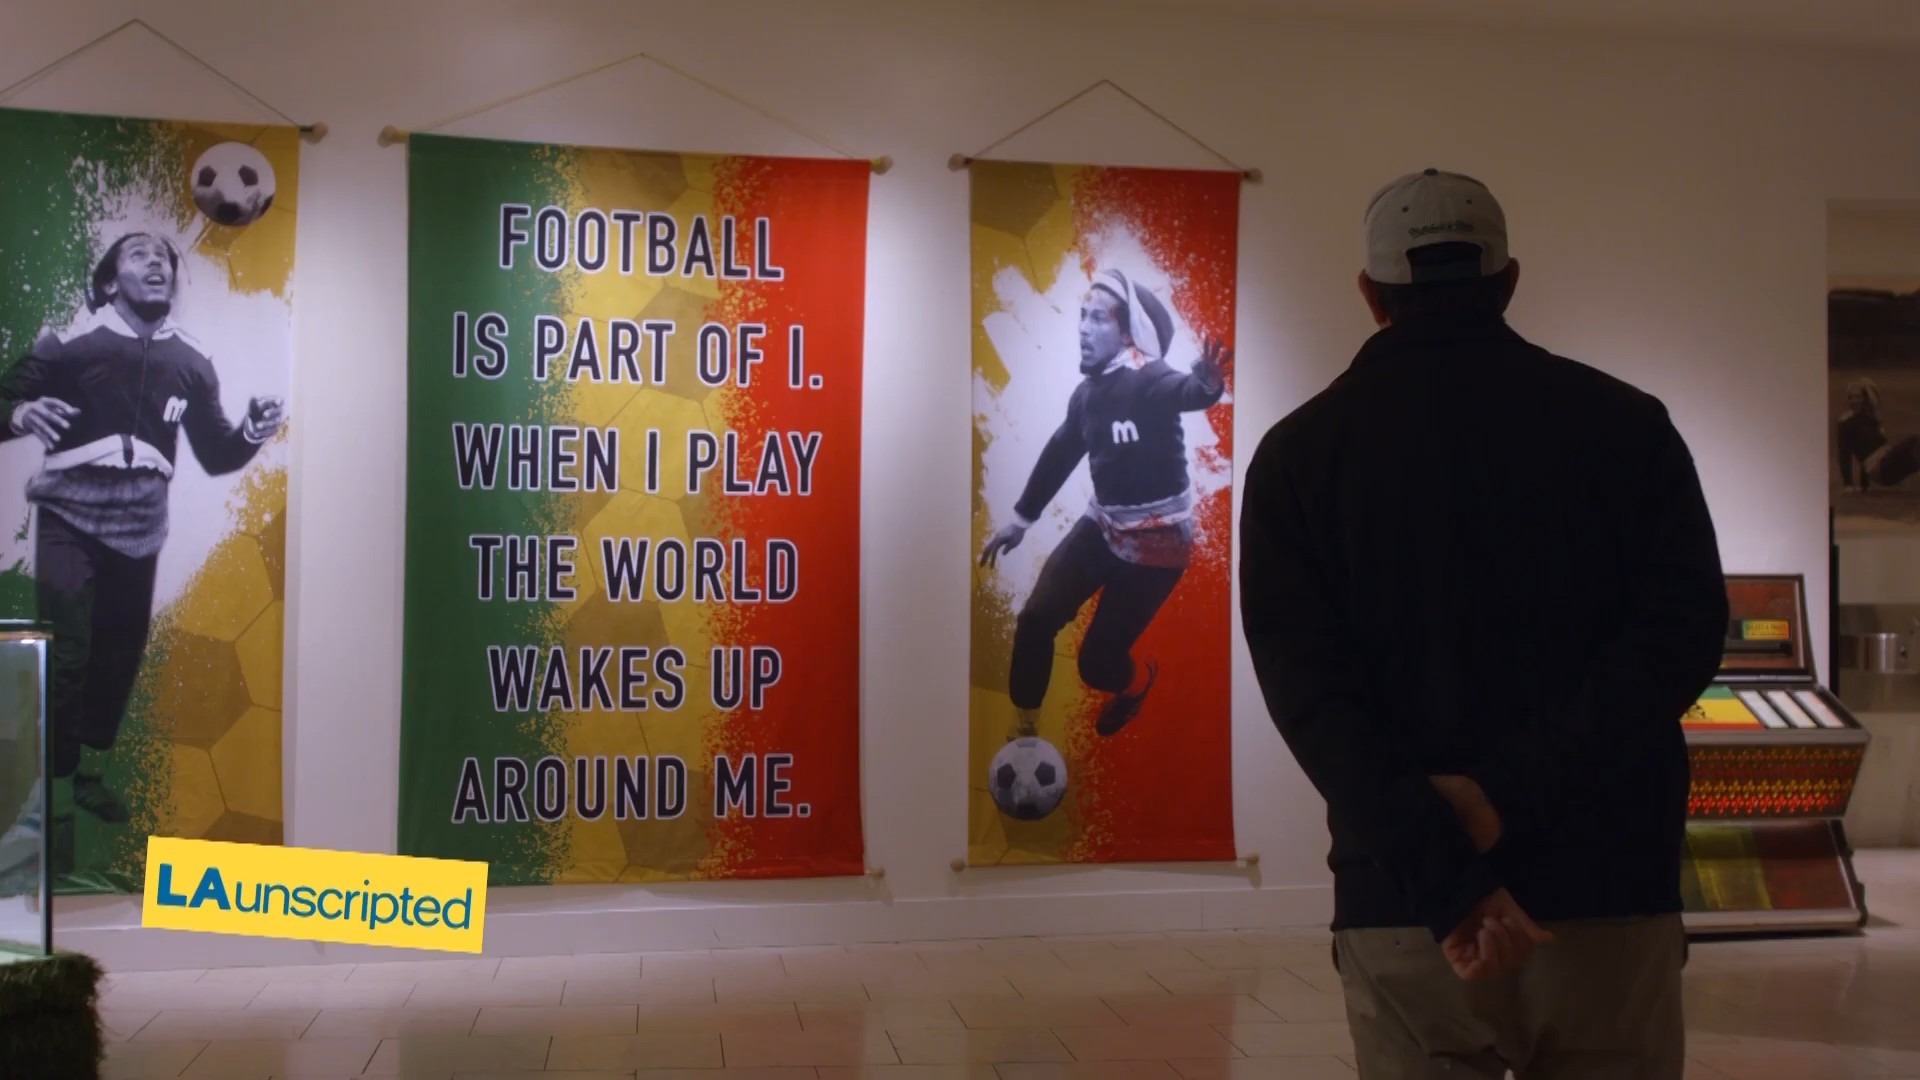 FOOTBALL
IS PART OF I.
WHEN I PLAY
THE WORLD
WAKES UP
AROUND ME.
m
m
LAunscripted